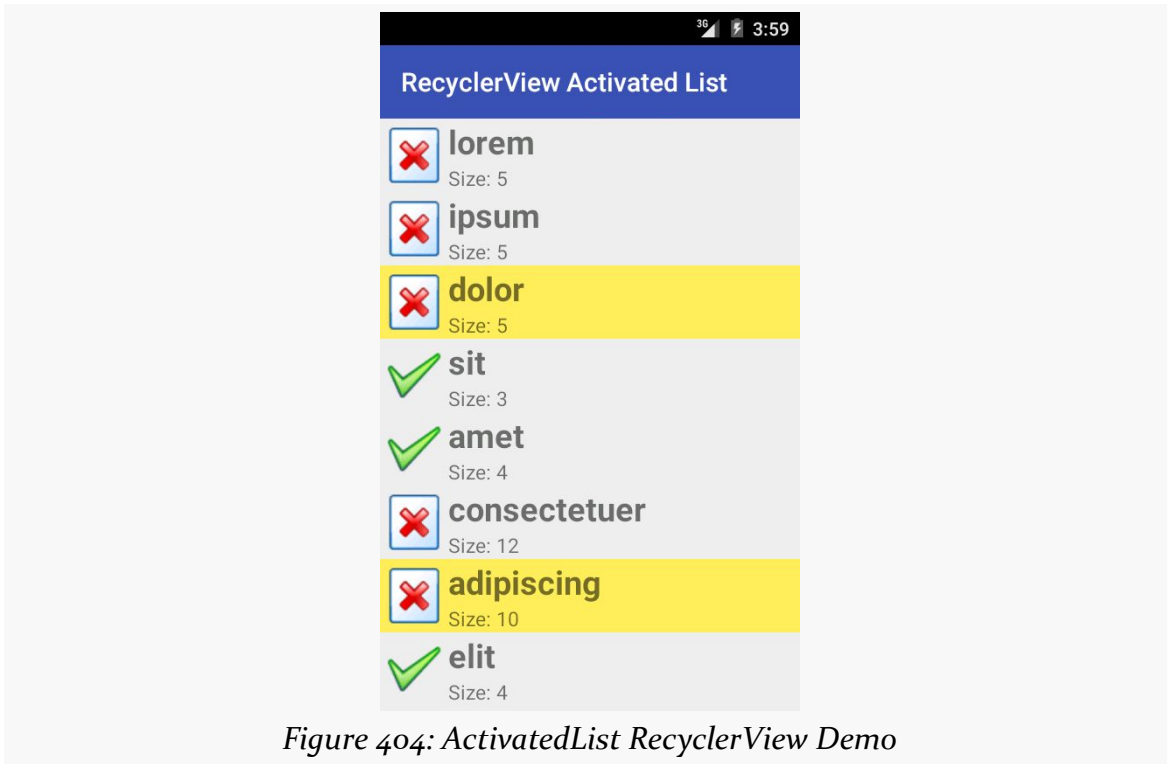 3G 3:59
RecyclerView Activated List
lorem
Size: 5
ipsum
Size: 5
dolor
Size: 5
sit
Size: 3
amet
Size: 4
consectetuer
Size: 12
adipiscing
Size: 10
elit
Size: 4
Figure 404: ActivatedList RecyclerView Demo